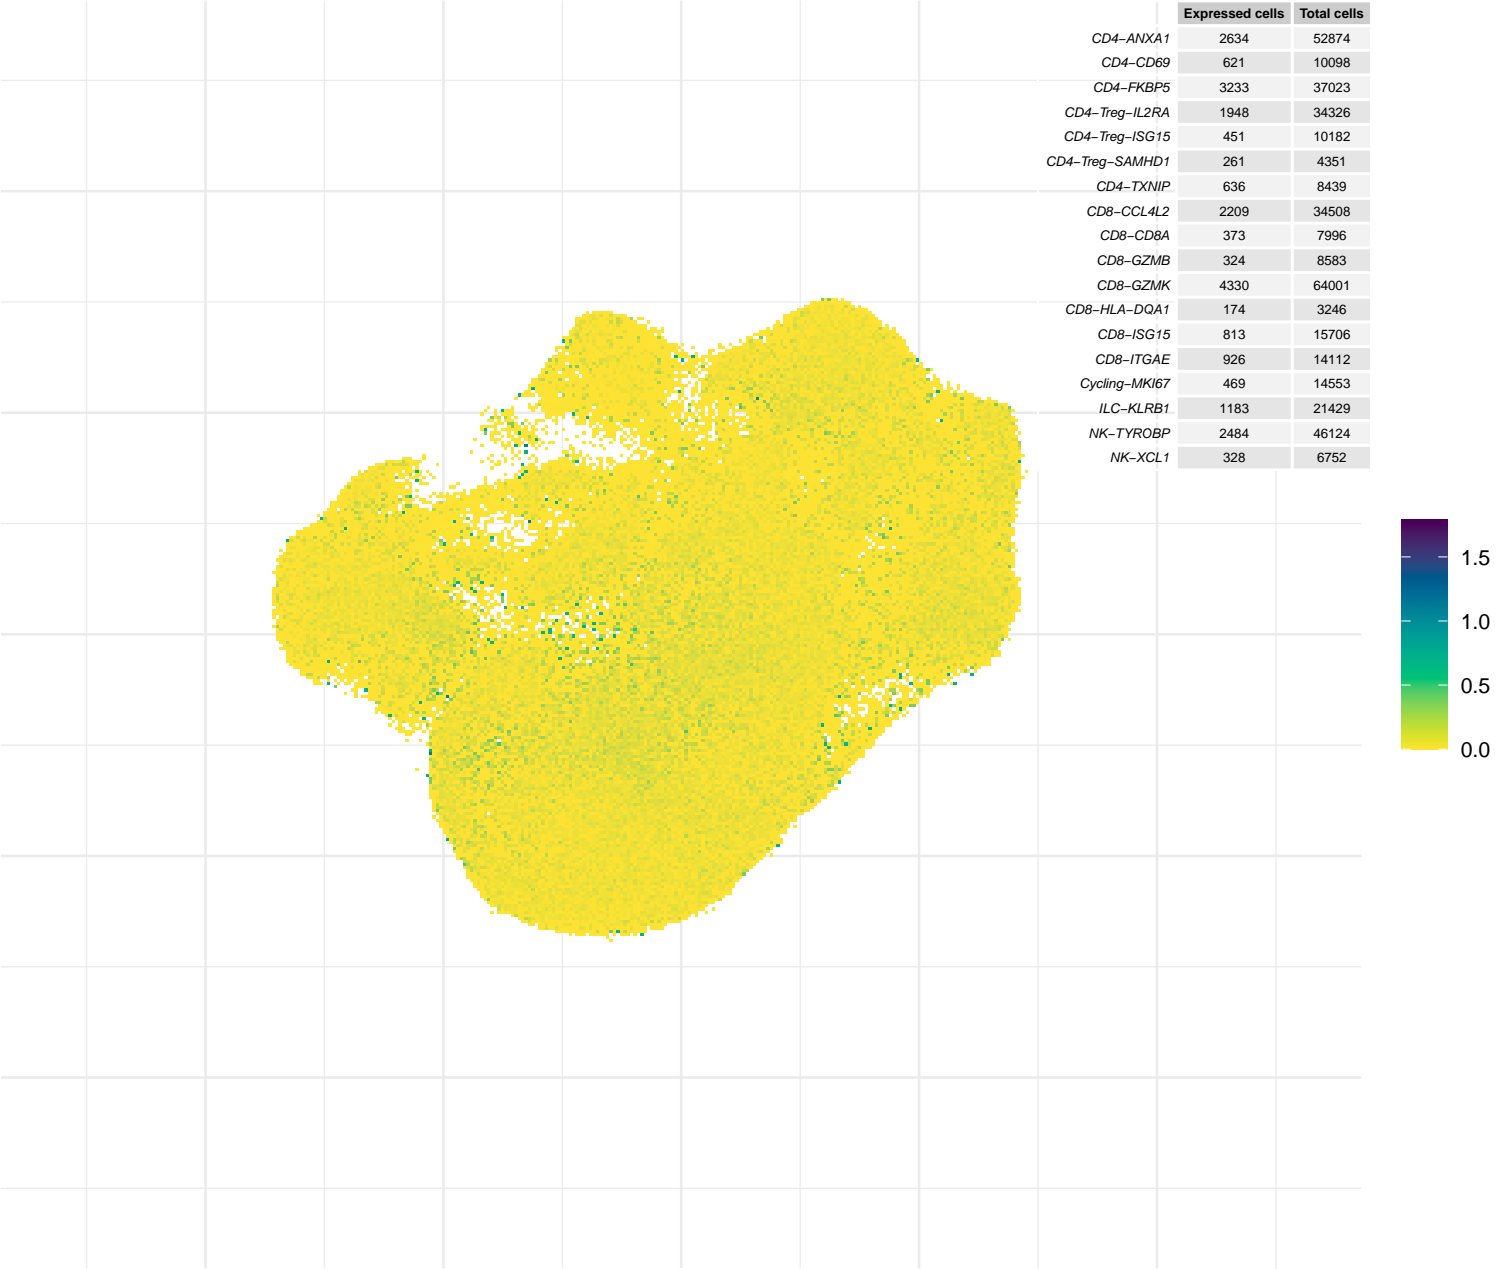 Expressed cells Total cells
CD4−ANXA1 2634 52874
CD4−CD69 621 10098
CD4−FKBP5 3233 37023
CD4−Treg−IL2RA 1948 34326
CD4−Treg−ISG15 451 10182
CD4−Treg−SAMHD1 261 4351
CD4−TXNIP 636 8439
CD8−CCL4L2 2209 34508
CD8−CD8A 373 7996
CD8−GZMB 324 8583
CD8−GZMK 4330 64001
CD8−HLA−DQA1 174 3246
CD8−ISG15 813 15706
CD8−ITGAE 926 14112
Cycling−MKI67 469 14553
ILC−KLRB1 1183 21429
NK−TYROBP 2484 46124
NK−XCL1 328 6752
1.5
1.0
0.5
0.0